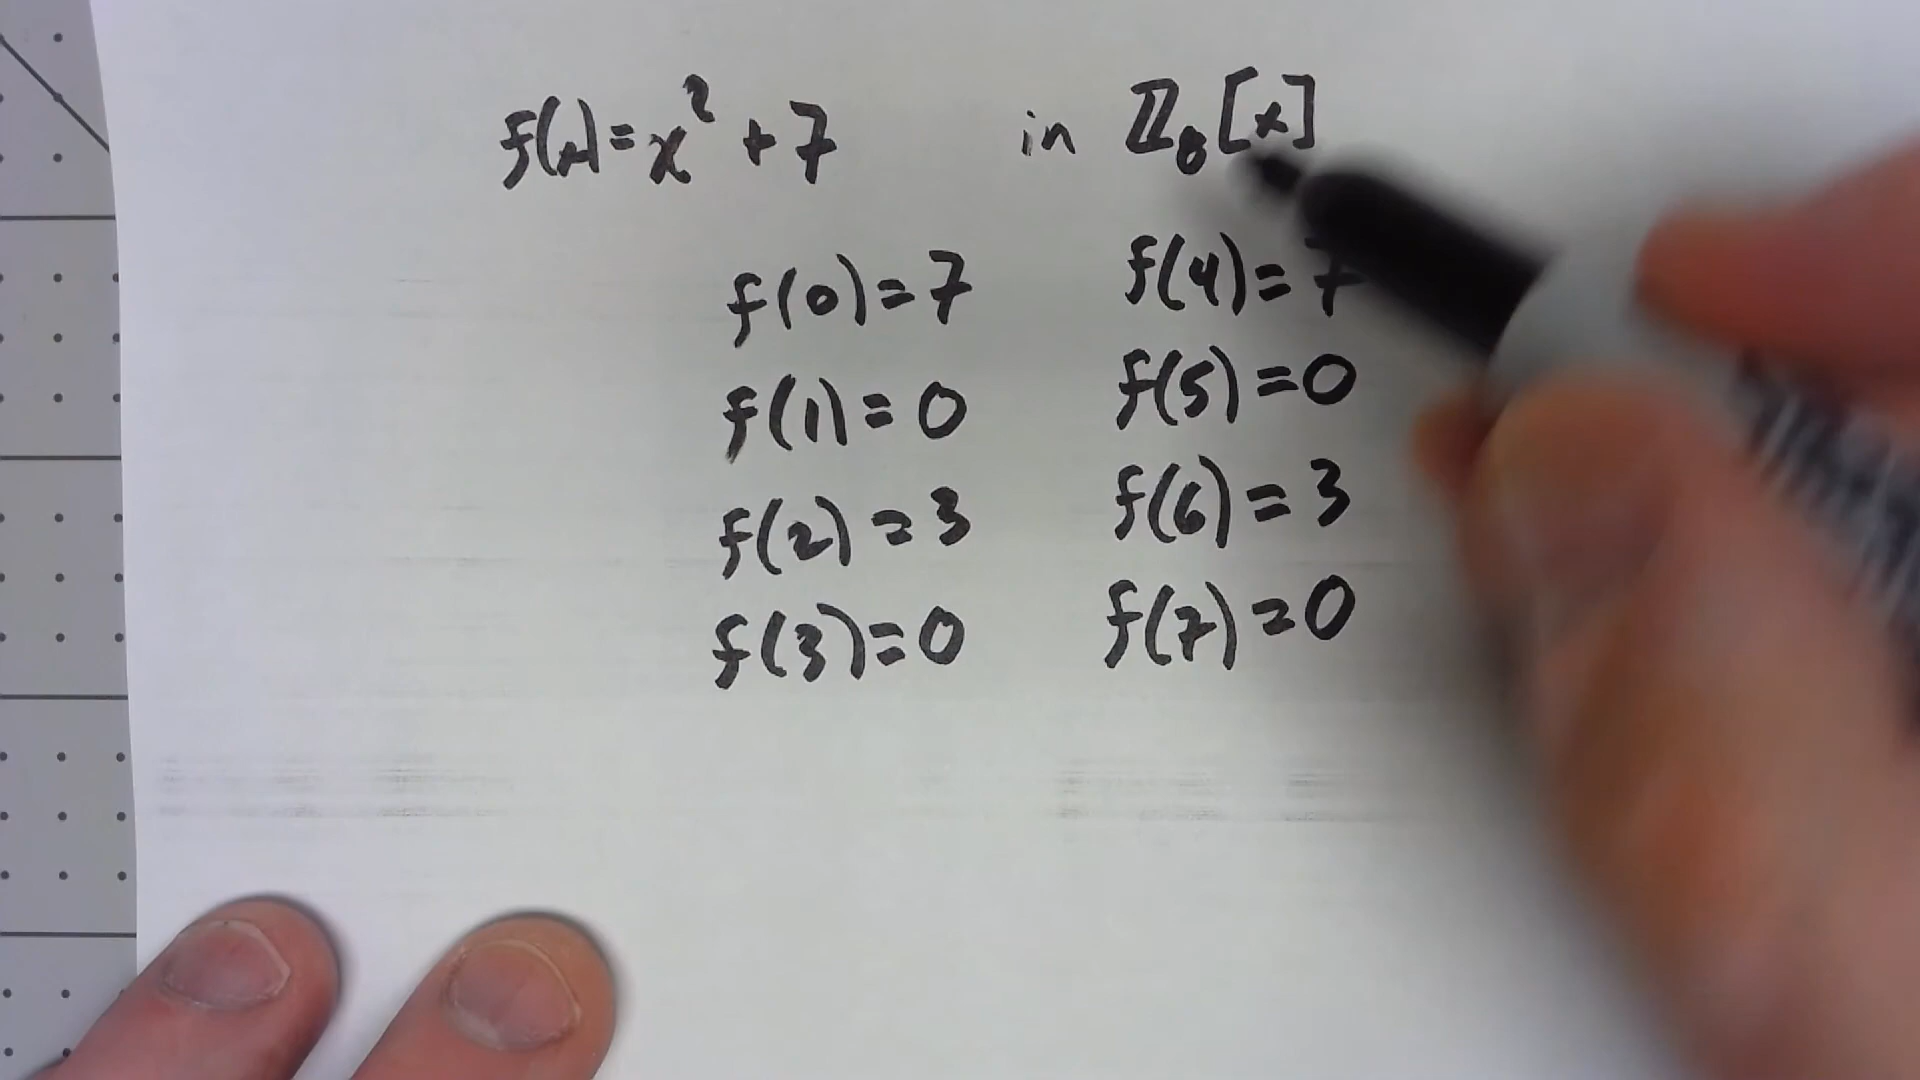 f(x)=x² + 7 in ℤ₈[x]
f(0)=7
f(1)=0
f(2)=3
f(3)=0
f(4)=7
f(5)=0
f(6)=3
f(7)=0